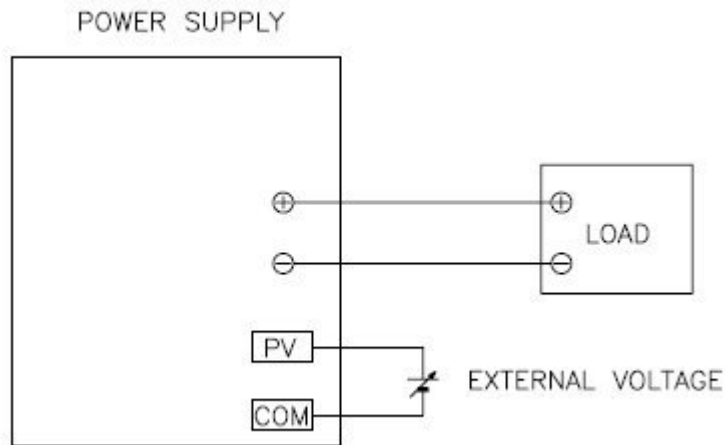 POWER SUPPLY
+
+
LOAD
−
−
PV
EXTERNAL VOLTAGE
COM